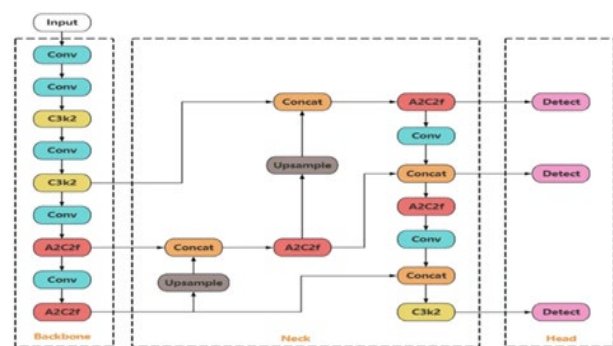 Input
Conv
Conv
C3k2
Conv
C3k2
Conv
A2C2f
Conv
A2C2f
Backbone
Concat
Upsample
A2C2f
Upsample
Concat
A2C2f
Conv
Concat
A2C2f
Conv
Concat
C3k2
Neck
Detect
Detect
Detect
Head